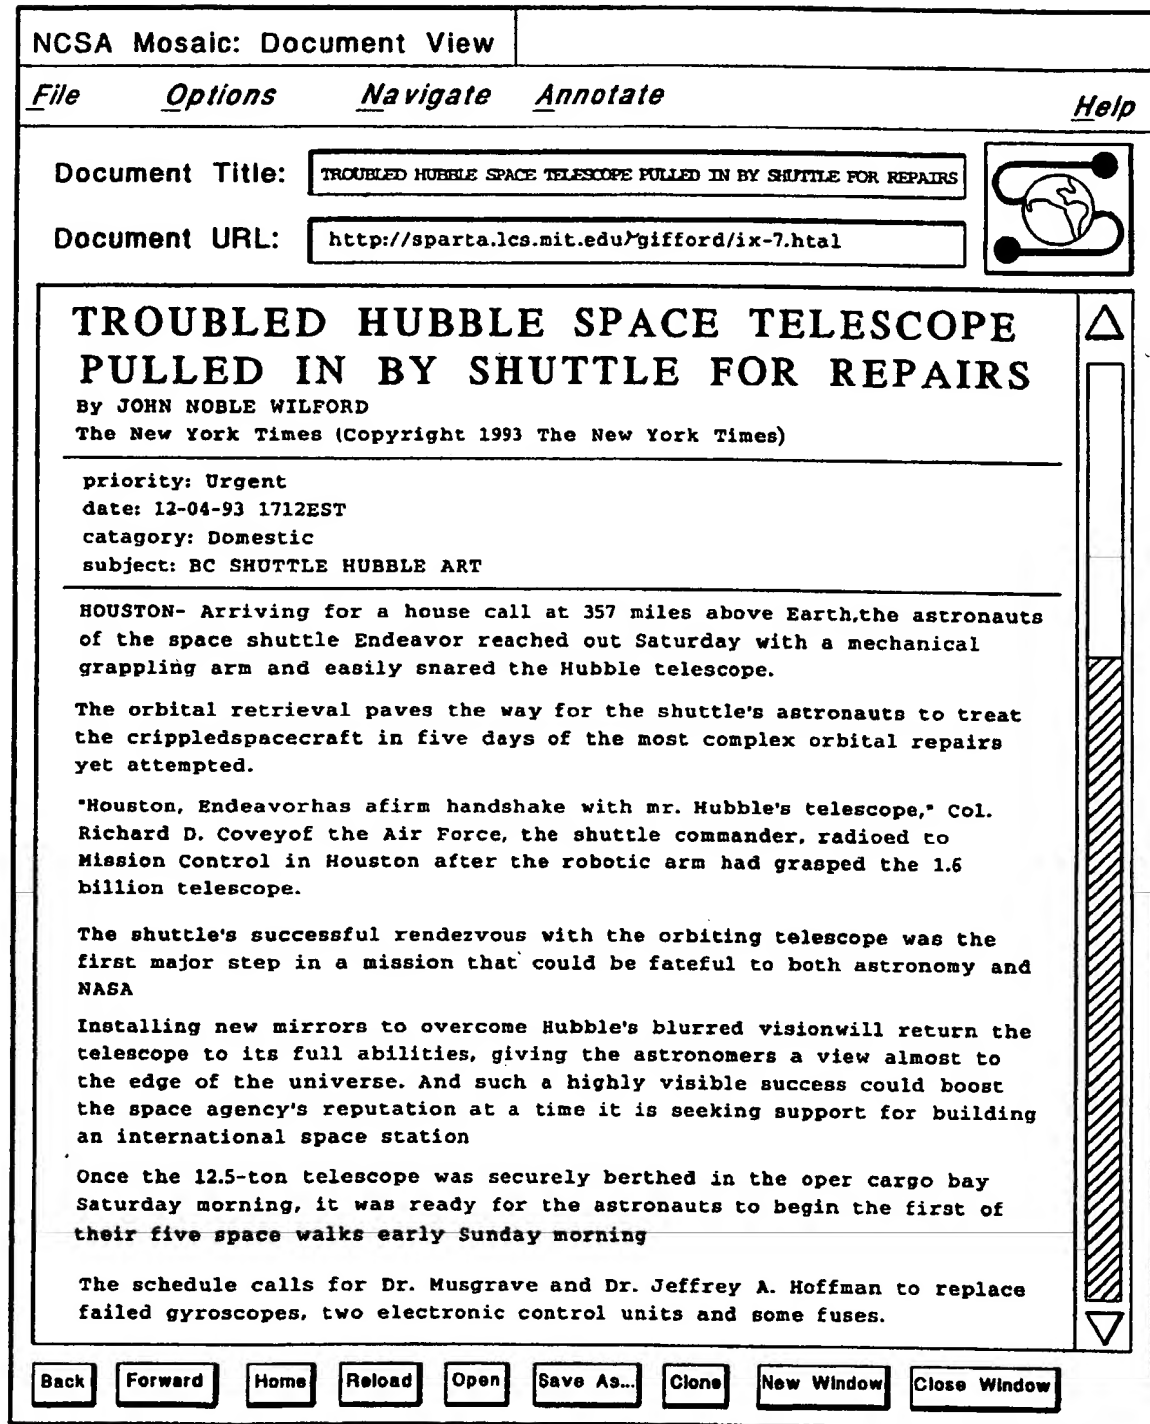 NCSA Mosaic: Document View
File Options Navigate Annotate Help
Document Title: TROUBLED HUBBLE SPACE TELESCOPE PULLED IN BY SHUTTLE FOR REPAIRS
Document URL: http://sparta.lcs.mit.edu/gifford/ix-7.htal
TROUBLED HUBBLE SPACE TELESCOPE
PULLED IN BY SHUTTLE FOR REPAIRS
By JOHN NOBLE WILFORD
The New York Times (Copyright 1993 The New York Times)
priority: Urgent
date: 12-04-93 1712EST
catagory: Domestic
subject: BC SHUTTLE HUBBLE ART
HOUSTON- Arriving for a house call at 357 miles above Earth,the astronauts
of the space shuttle Endeavor reached out Saturday with a mechanical
grappling arm and easily snared the Hubble telescope.
The orbital retrieval paves the way for the shuttle's astronauts to treat
the crippledspacecraft in five days of the most complex orbital repairs
yet attempted.
"Houston, Endeavorhas afirm handshake with mr. Hubble's telescope," Col.
Richard D. Coveyof the Air Force, the shuttle commander, radioed to
Mission Control in Houston after the robotic arm had grasped the 1.6
billion telescope.
The shuttle's successful rendezvous with the orbiting telescope was the
first major step in a mission that could be fateful to both astronomy and
NASA
Installing new mirrors to overcome Hubble's blurred visionwill return the
telescope to its full abilities, giving the astronomers a view almost to
the edge of the universe. And such a highly visible success could boost
the space agency's reputation at a time it is seeking support for building
an international space station
Once the 12.5-ton telescope was securely berthed in the oper cargo bay
Saturday morning, it was ready for the astronauts to begin the first of
their five space walks early Sunday morning
The schedule calls for Dr. Musgrave and Dr. Jeffrey A. Hoffman to replace
failed gyroscopes, two electronic control units and some fuses.
Back Forward Home Reload Open Save As... Clone New Window Close Window